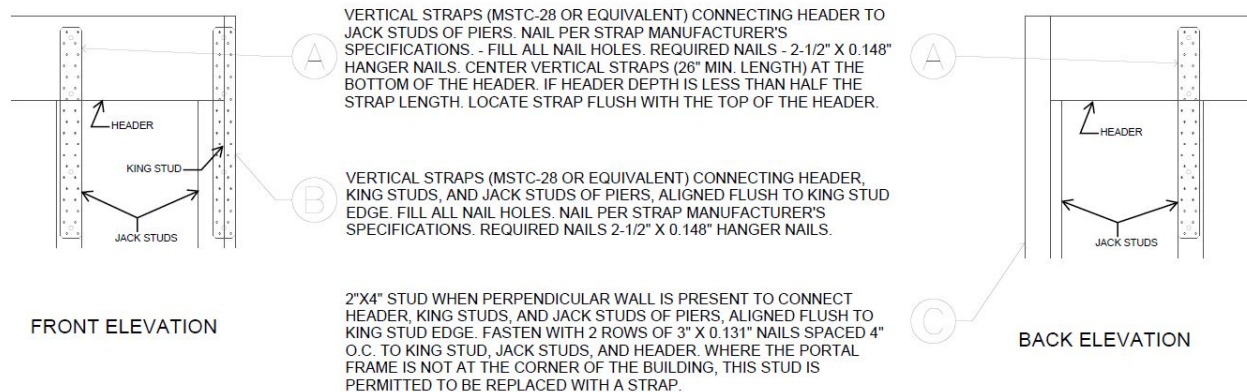 VERTICAL STRAPS (MSTC-28 OR EQUIVALENT) CONNECTING HEADER TO
JACK STUDS OF PIERS. NAIL PER STRAP MANUFACTURER'S
SPECIFICATIONS. - FILL ALL NAIL HOLES. REQUIRED NAILS - 2-1/2" X 0.148"
HANGER NAILS. CENTER VERTICAL STRAPS (26" MIN. LENGTH) AT THE
BOTTOM OF THE HEADER. IF HEADER DEPTH IS LESS THAN HALF THE
STRAP LENGTH. LOCATE STRAP FLUSH WITH THE TOP OF THE HEADER.
A
A
HEADER
KING STUD
JACK STUDS
HEADER
JACK STUDS
B
VERTICAL STRAPS (MSTC-28 OR EQUIVALENT) CONNECTING HEADER,
KING STUDS, AND JACK STUDS OF PIERS, ALIGNED FLUSH TO KING STUD
EDGE. FILL ALL NAIL HOLES. NAIL PER STRAP MANUFACTURER'S
SPECIFICATIONS. REQUIRED NAILS 2-1/2" X 0.148" HANGER NAILS.
2"X4" STUD WHEN PERPENDICULAR WALL IS PRESENT TO CONNECT
HEADER, KING STUDS, AND JACK STUDS OF PIERS, ALIGNED FLUSH TO
KING STUD EDGE. FASTEN WITH 2 ROWS OF 3" X 0.131" NAILS SPACED 4"
O.C. TO KING STUD, JACK STUDS, AND HEADER. WHERE THE PORTAL
FRAME IS NOT AT THE CORNER OF THE BUILDING, THIS STUD IS
PERMITTED TO BE REPLACED WITH A STRAP.
C
FRONT ELEVATION
BACK ELEVATION